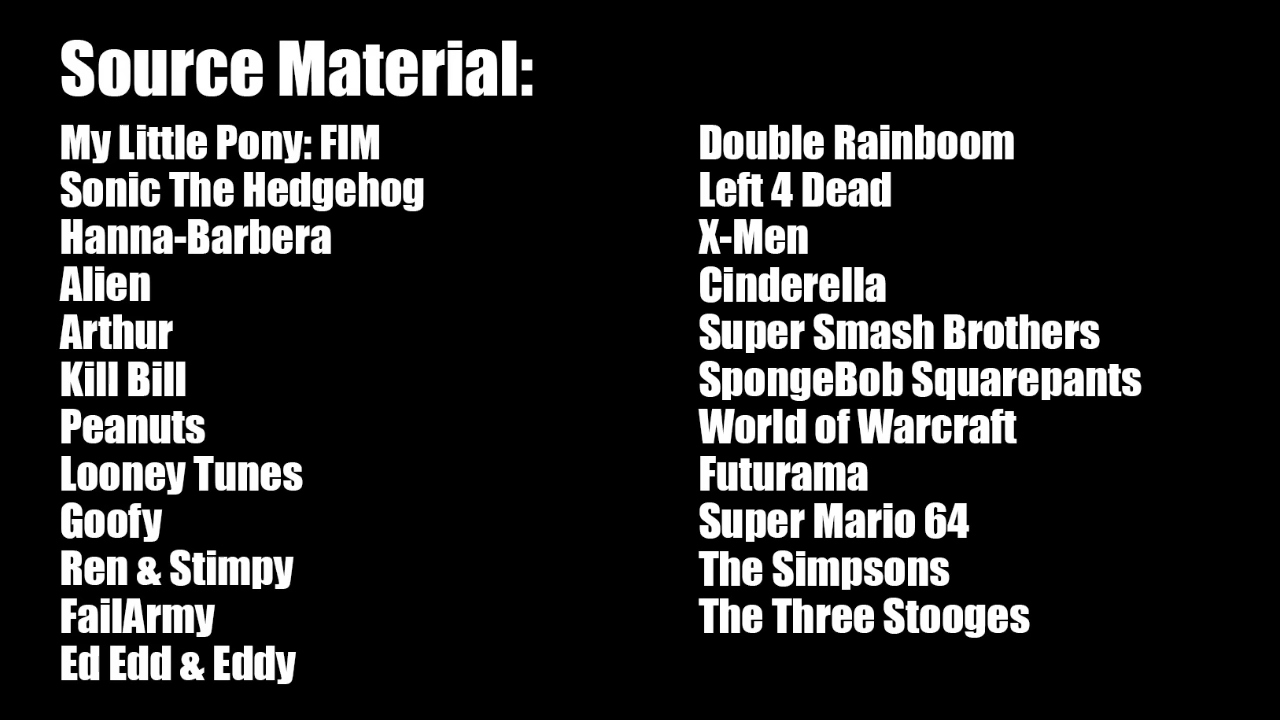 Source Material:
My Little Pony: FIM
Sonic The Hedgehog
Hanna-Barbera
Alien
Arthur
Kill Bill
Peanuts
Looney Tunes
Goofy
Ren & Stimpy
FailArmy
Ed Edd & Eddy
Double Rainboom
Left 4 Dead
X-Men
Cinderella
Super Smash Brothers
SpongeBob Squarepants
World of Warcraft
Futurama
Super Mario 64
The Simpsons
The Three Stooges